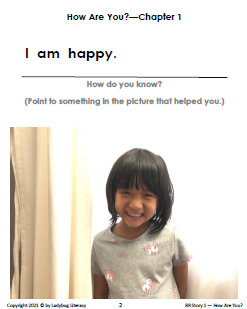 How Are You?—Chapter 1
I am happy.
How do you know?
(Point to something in the picture that helped you.)
Copyright 2021 © by Ladybug Literacy
2
BR Story 1 — How Are You?